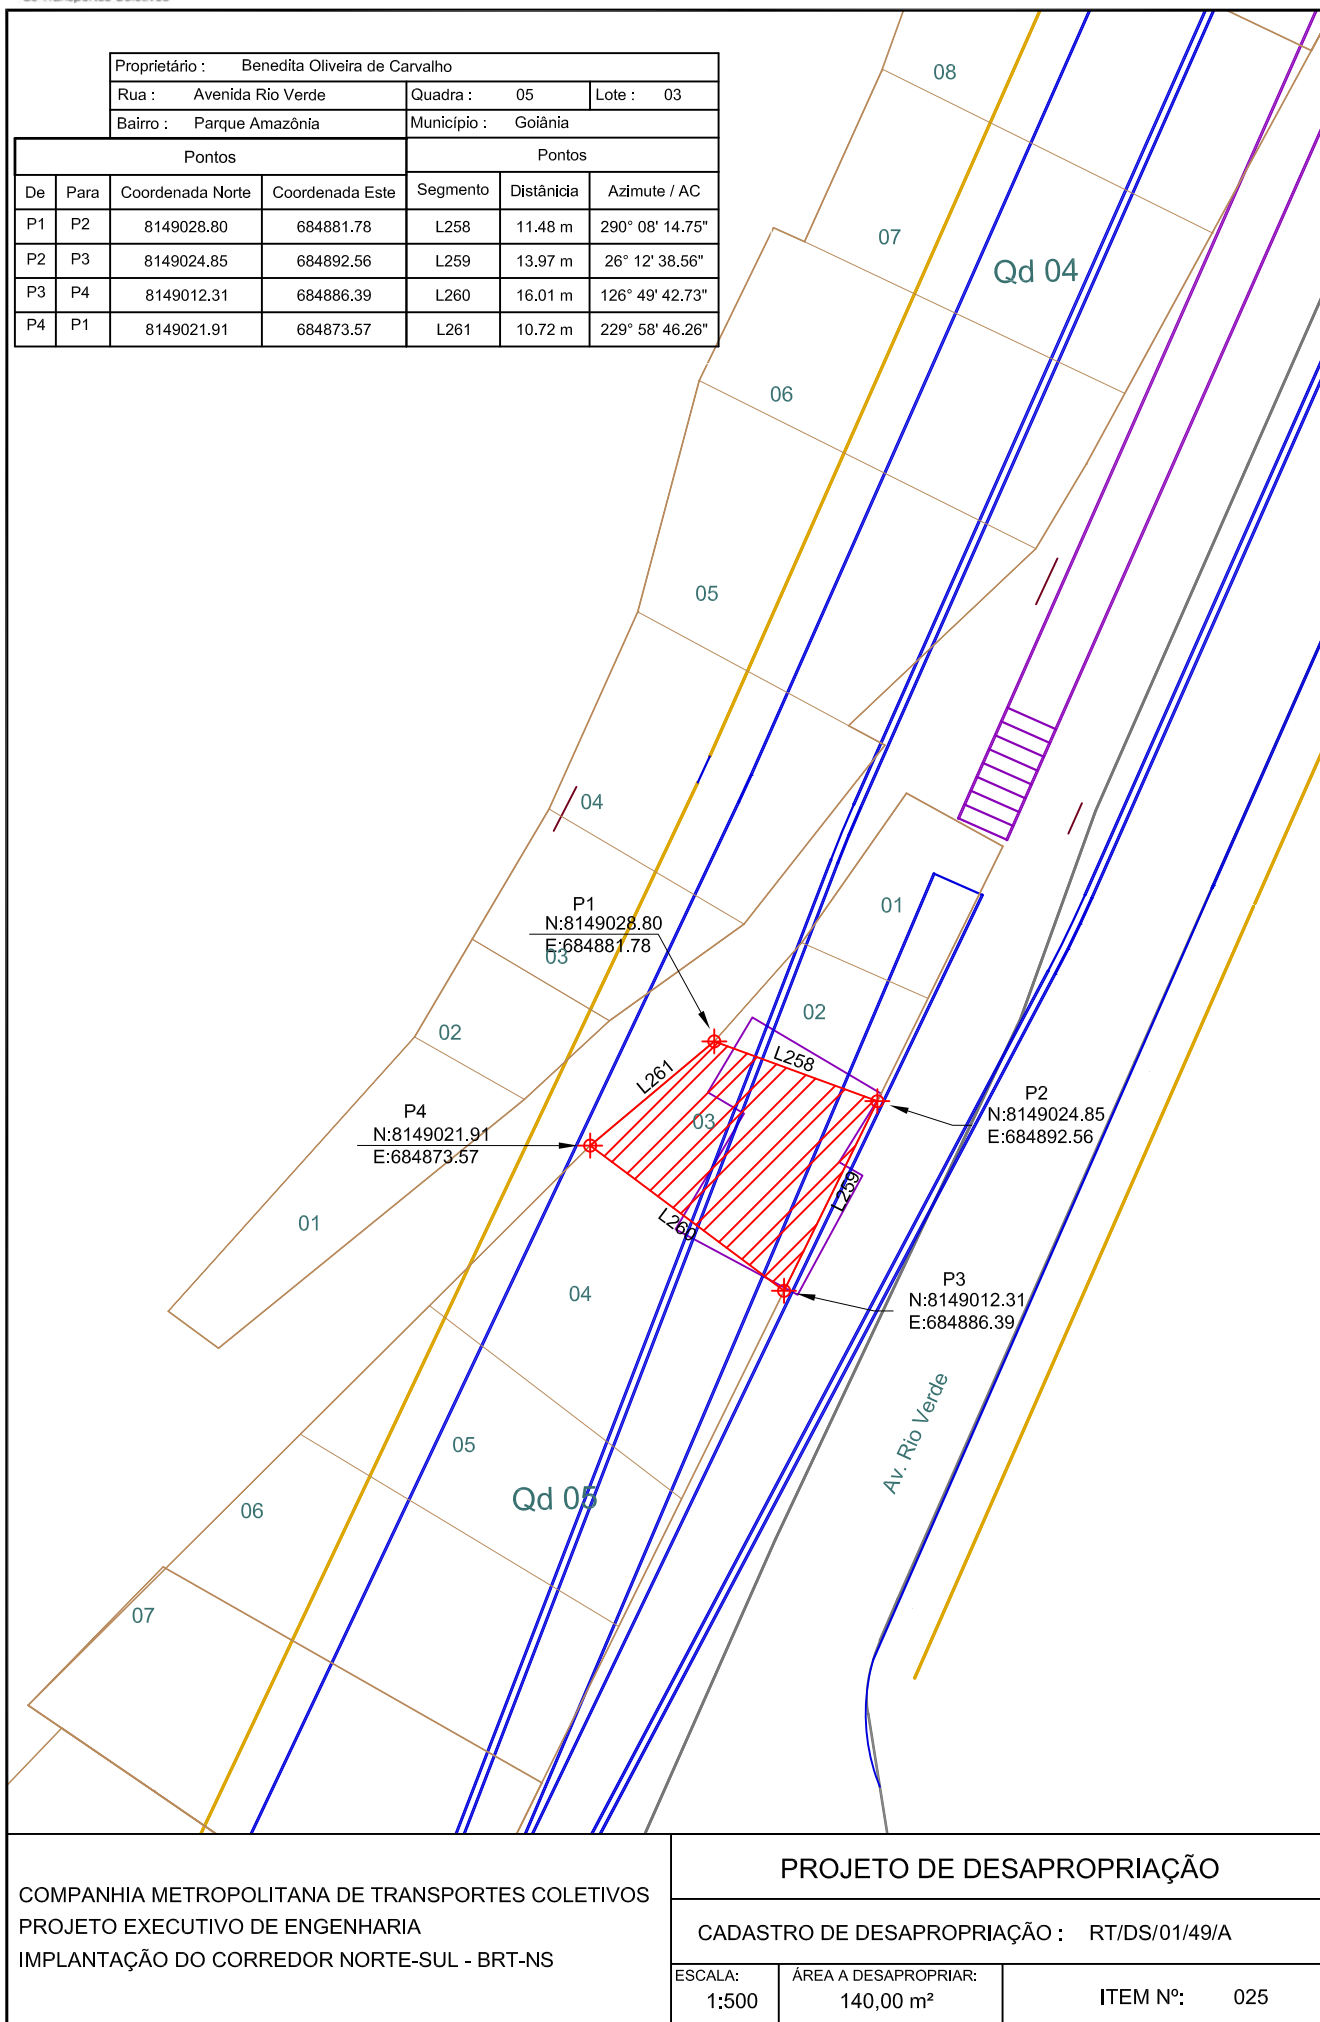 Proprietário : Benedita Oliveira de Carvalho
Rua : Avenida Rio Verde Quadra : 05 Lote : 03
Bairro : Parque Amazônia Município : Goiânia
Pontos Pontos
De Para Coordenada Norte Coordenada Este Segmento Distânicia Azimute / AC
P1 P2 8149028.80 684881.78 L258 11.48 m 290° 08' 14.75"
P2 P3 8149024.85 684892.56 L259 13.97 m 26° 12' 38.56"
P3 P4 8149012.31 684886.39 L260 16.01 m 126° 49' 42.73"
P4 P1 8149021.91 684873.57 L261 10.72 m 229° 58' 46.26"
08
07
Qd 04
06
05
04
P1
N:8149028.80
E:684881.78
03
01
02
02
L258
L261
P2
N:8149024.85
E:684892.56
P4
N:8149021.91
E:684873.57
03
L259
L260
01
P3
N:8149012.31
E:684886.39
04
Av. Rio Verde
05
Qd 05
06
07
COMPANHIA METROPOLITANA DE TRANSPORTES COLETIVOS
PROJETO EXECUTIVO DE ENGENHARIA
IMPLANTAÇÃO DO CORREDOR NORTE-SUL - BRT-NS
PROJETO DE DESAPROPRIAÇÃO
CADASTRO DE DESAPROPRIAÇÃO : RT/DS/01/49/A
ESCALA: ÁREA A DESAPROPRIAR:
1:500 140,00 m² ITEM Nº: 025